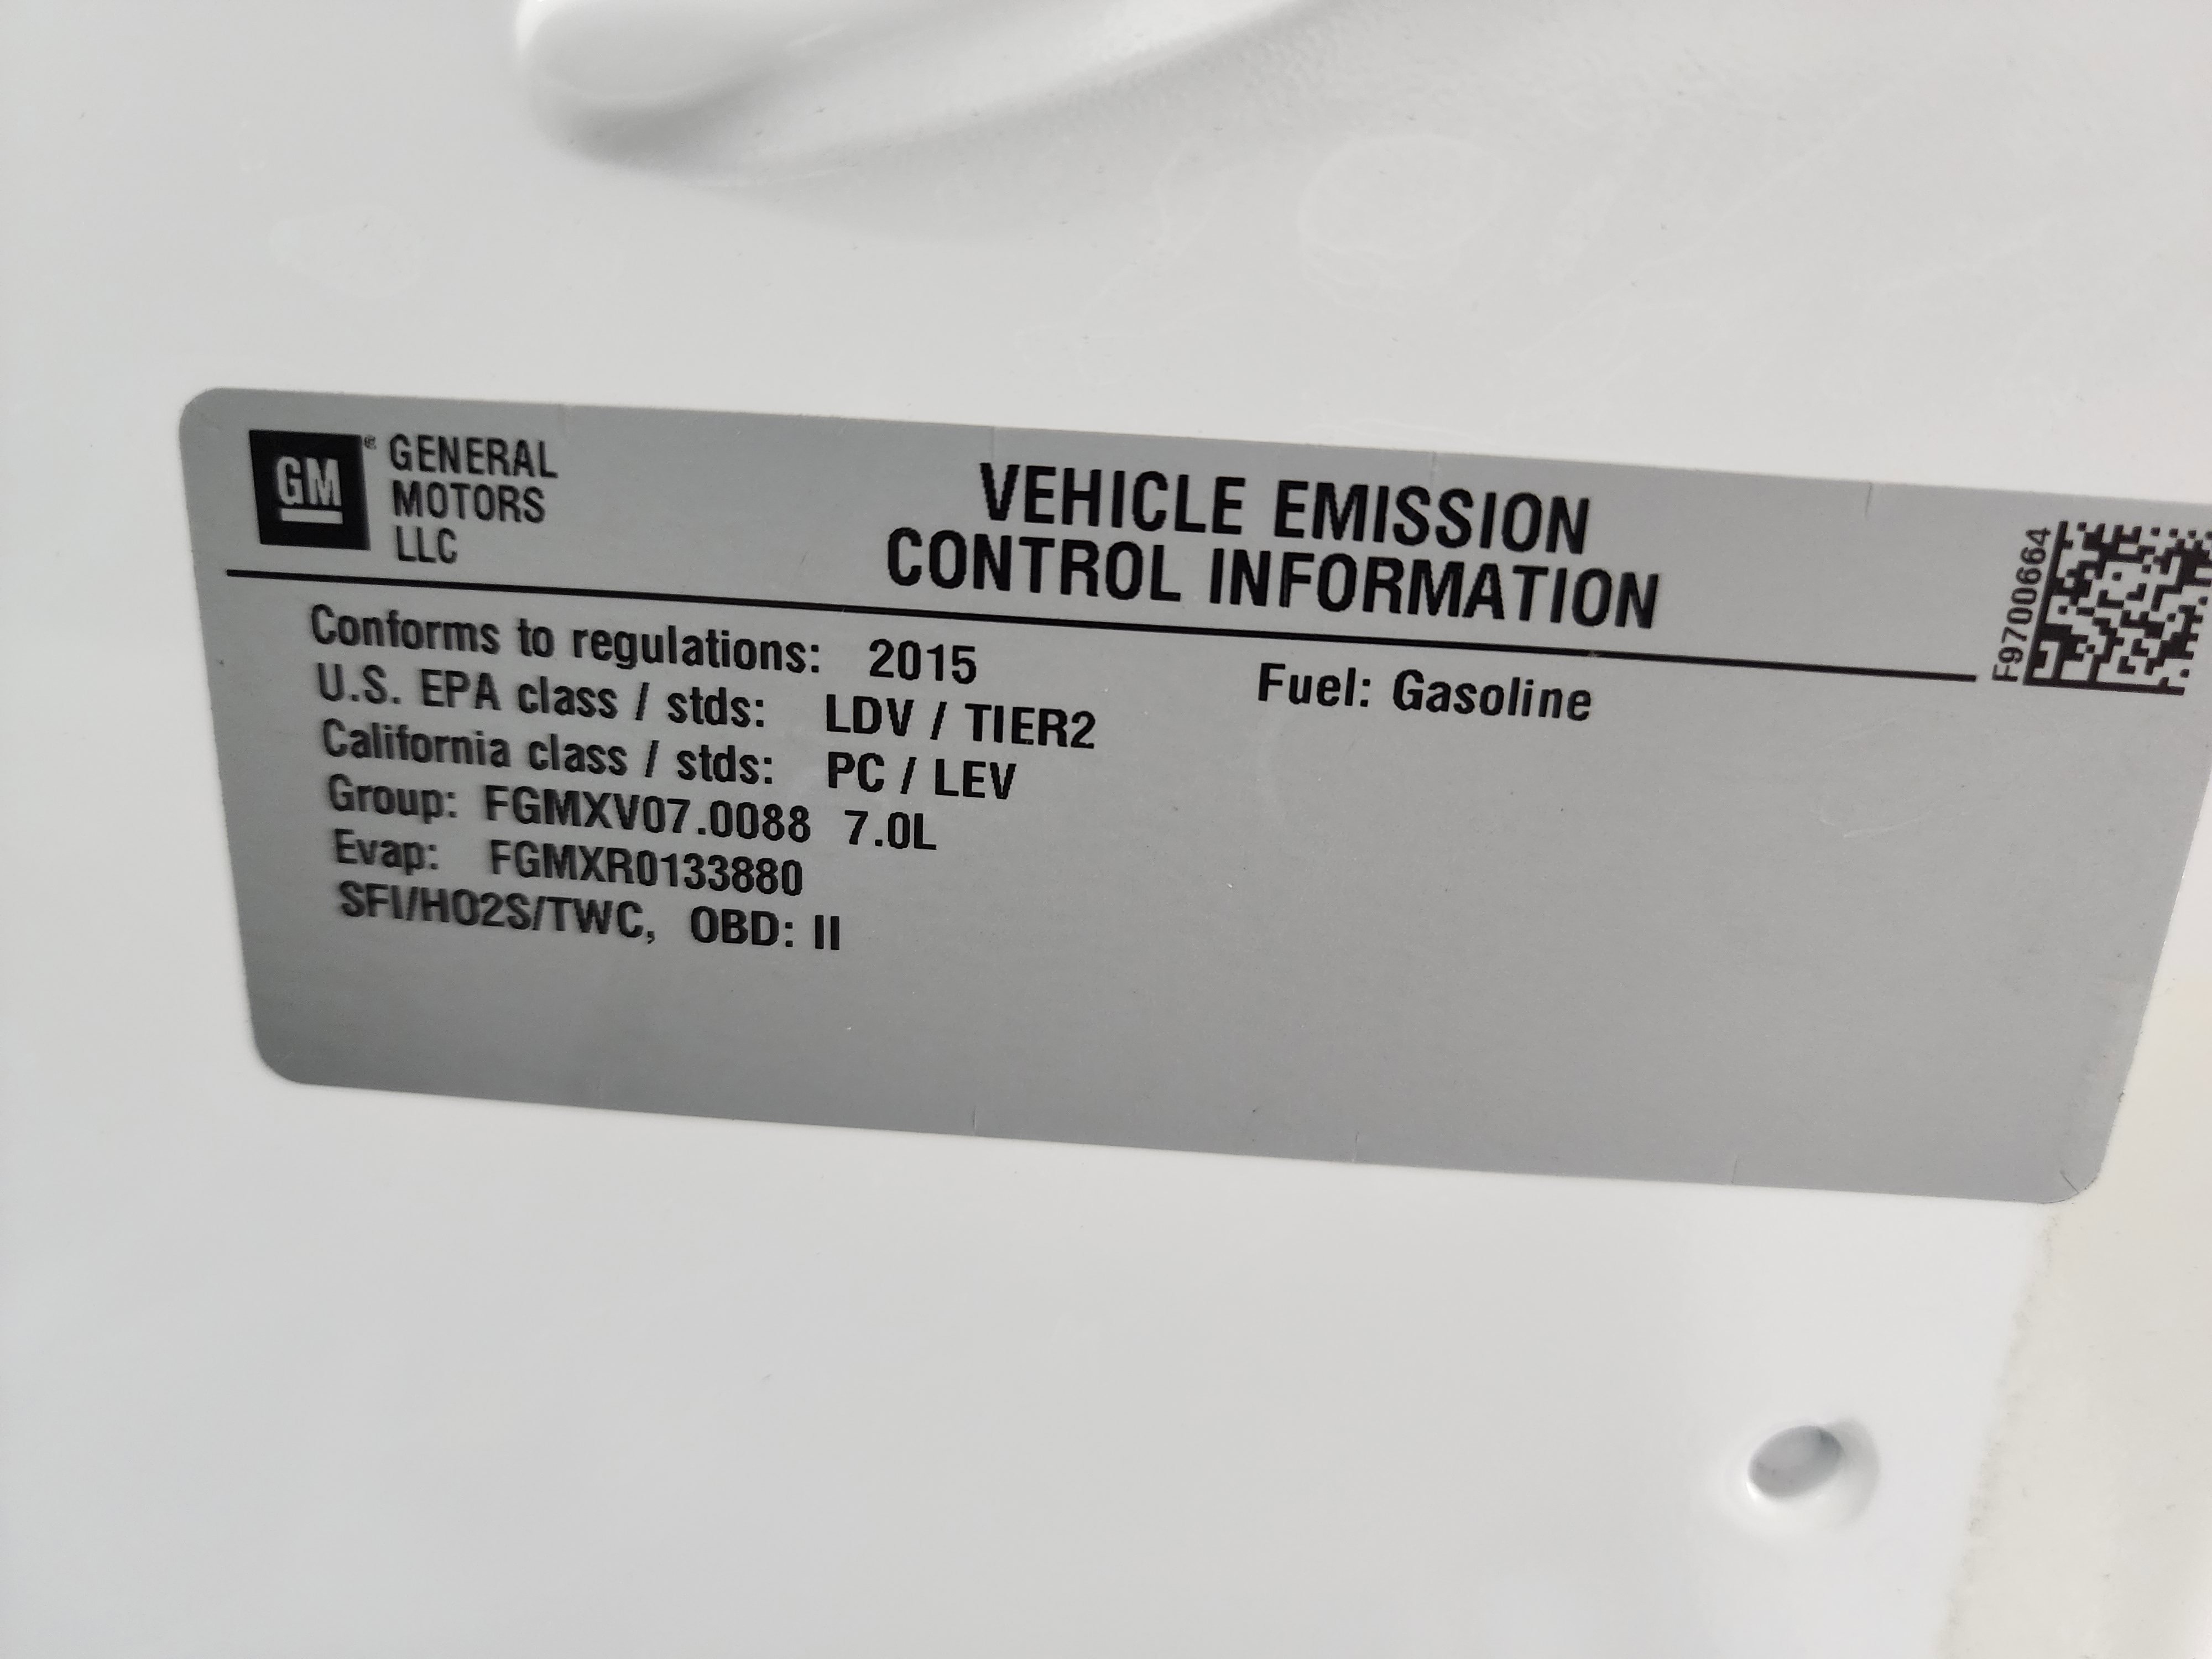 GM® GENERAL
MOTORS
LLC
VEHICLE EMISSION
CONTROL INFORMATION
F9700664
Conforms to regulations: 2015 Fuel: Gasoline
U.S. EPA class / stds: LDV / TIER2
California class / stds: PC / LEV
Group: FGMXV07.0088 7.0L
Evap: FGMXR0133880
SFI/HO2S/TWC, OBD: II